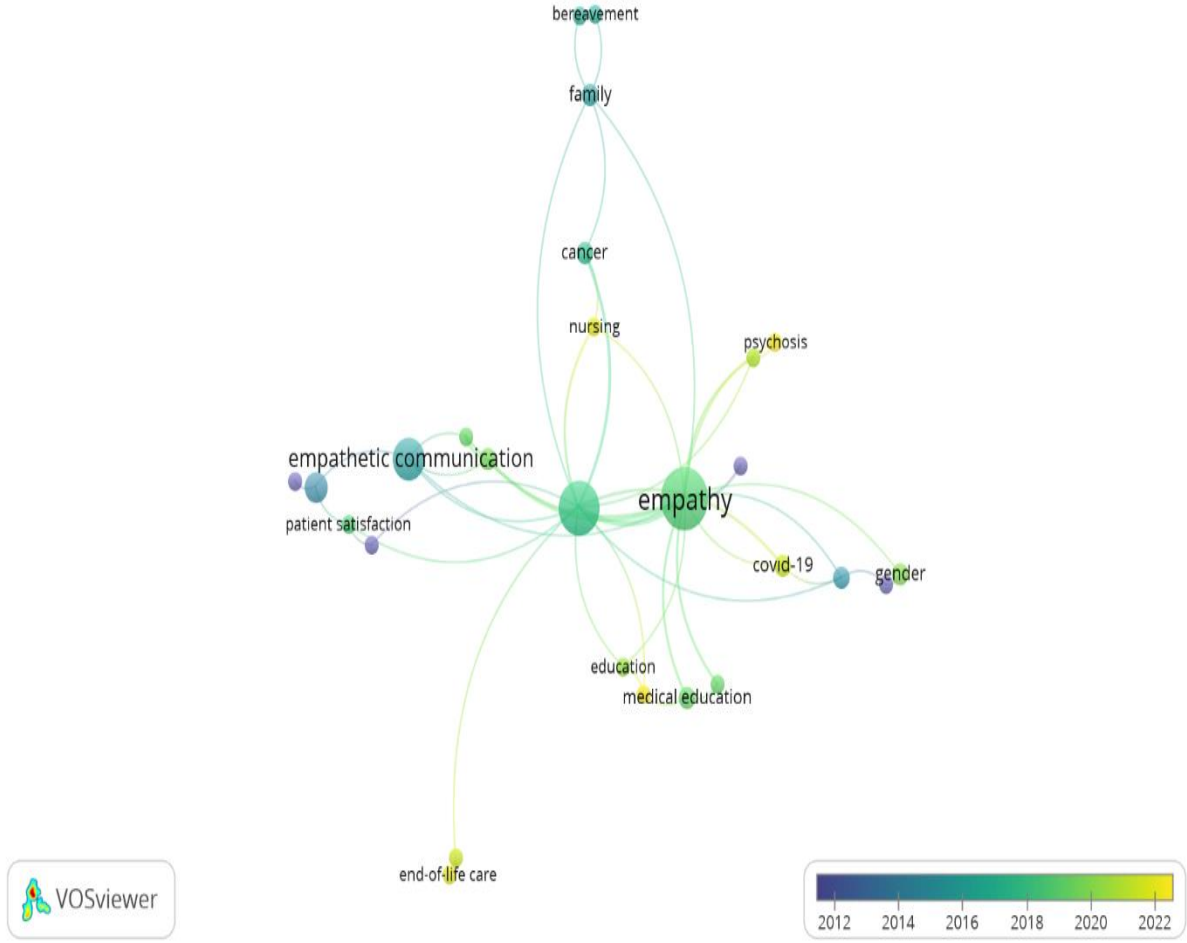 bereavement
family
cancer
nursing
psychosis
empathetic communication
empathy
patient satisfaction
covid-19
gender
education
medical education
end-of-life care
VOSviewer
2012 2014 2016 2018 2020 2022